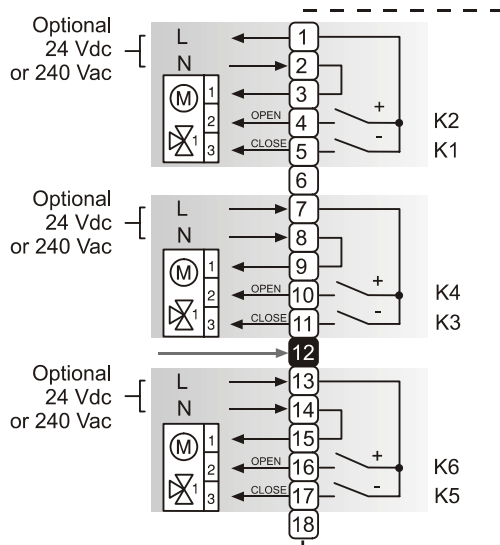 Optional
24 Vdc
or 240 Vac
L 1
N 2
M 1 3
2 OPEN 4 + K2
1 3 CLOSE 5 - K1
6
Optional
24 Vdc
or 240 Vac
L 7
N 8
M 1 9
2 OPEN 10 + K4
1 3 CLOSE 11 - K3
12
Optional
24 Vdc
or 240 Vac
L 13
N 14
M 1 15
2 OPEN 16 + K6
1 3 CLOSE 17 - K5
18